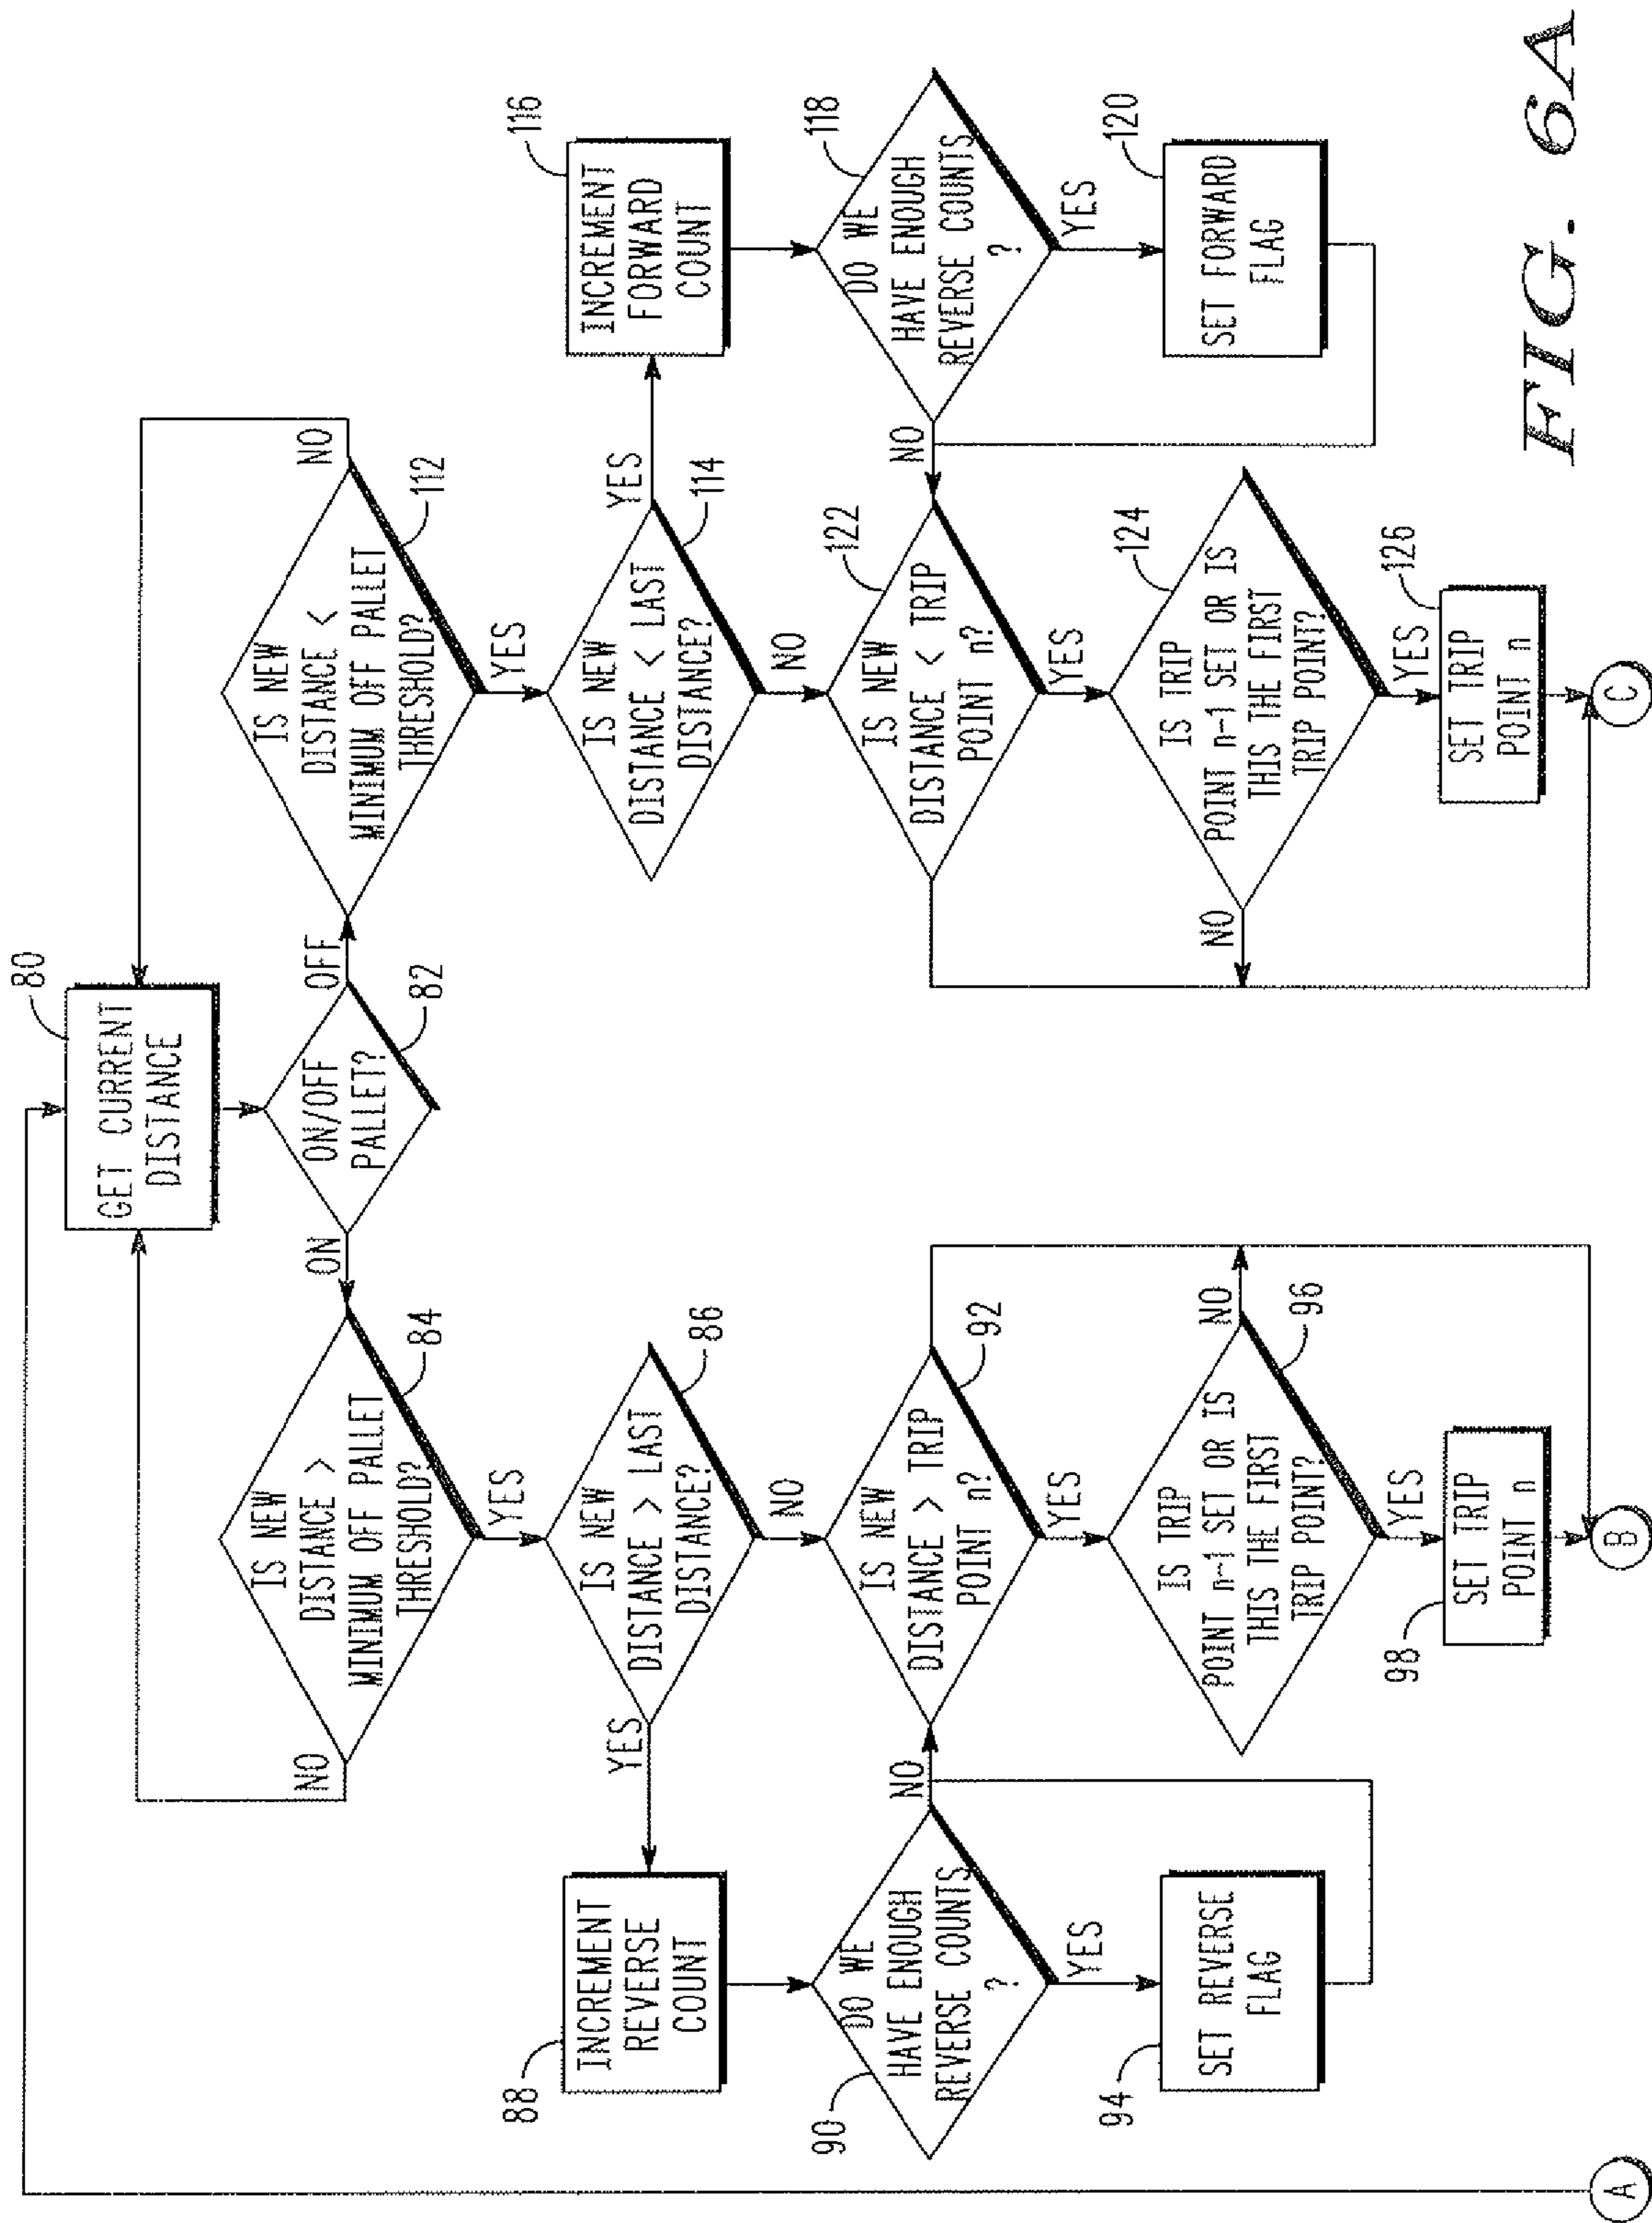 80
GET CURRENT
DISTANCE
ON
ON/OFF
PALLET?
OFF
82
NO
IS NEW
DISTANCE >
MINIMUM OFF PALLET
THRESHOLD?
84
YES
IS NEW
DISTANCE <
MINIMUM OFF PALLET
THRESHOLD?
NO
112
YES
88
INCREMENT
REVERSE
COUNT
YES
IS NEW
DISTANCE > LAST
DISTANCE?
86
NO
IS NEW
DISTANCE < LAST
DISTANCE?
YES
114
NO
116
INCREMENT
FORWARD
COUNT
90
DO WE
HAVE ENOUGH
REVERSE COUNTS
?
NO
YES
IS NEW
DISTANCE > TRIP
POINT n?
92
YES
IS NEW
DISTANCE < TRIP
POINT n?
122
YES
NO
DO WE
HAVE ENOUGH
REVERSE COUNTS
?
118
YES
94
SET REVERSE
FLAG
IS TRIP
POINT n-1 SET OR IS
THIS THE FIRST
TRIP POINT?
NO
96
YES
NO
IS TRIP
POINT n-1 SET OR IS
THIS THE FIRST
TRIP POINT?
124
YES
120
SET FORWARD
FLAG
98
SET TRIP
POINT n
126
SET TRIP
POINT n
A
B
C
FIG. 6A